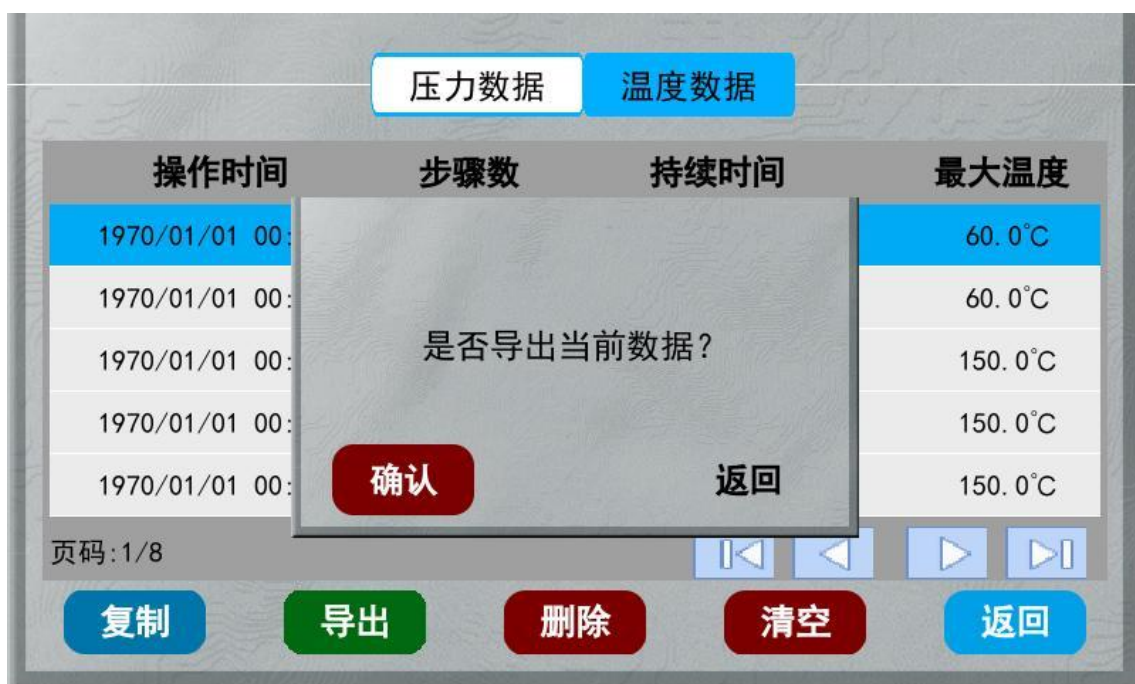 压力数据 温度数据
操作时间 步骤数 持续时间 最大温度
1970/01/01 00: 60.0℃
1970/01/01 00: 60.0℃
是否导出当前数据?
1970/01/01 00: 150.0℃
1970/01/01 00: 150.0℃
确认 返回
1970/01/01 00: 150.0℃
页码:1/8
复制 导出 删除 清空 返回